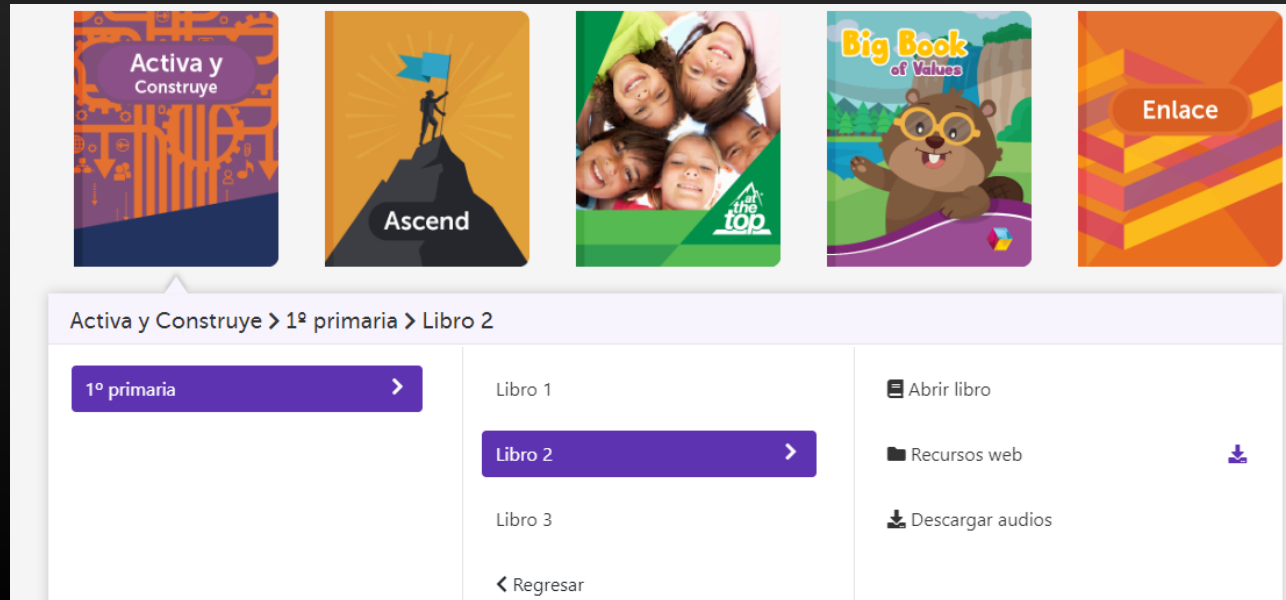 Activa y
Construye
Ascend
at
the
top
Big Book
of Values
Enlace
Activa y Construye > 1º primaria > Libro 2
1º primaria >
Libro 1
Libro 2 >
Libro 3
< Regresar
Abrir libro
Recursos web
Descargar audios